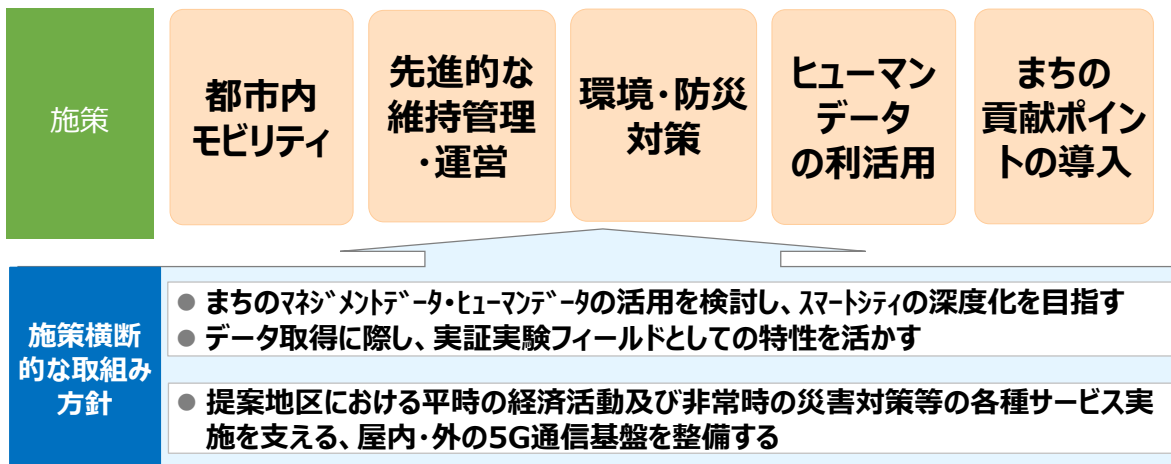 施策
都市内
モビリティ
先進的な
維持管理
・運営
環境・防災
対策
ヒューマン
データ
の利活用
まちの
貢献ポイン
トの導入
施策横断
的な取組み
方針
● まちのﾏﾈｼﾞﾒﾝﾄﾃﾞｰﾀ・ﾋｭｰﾏﾝﾃﾞｰﾀの活用を検討し、ｽﾏｰﾄｼﾃｨの深度化を目指す
● データ取得に際し、実証実験フィールドとしての特性を活かす
● 提案地区における平時の経済活動及び非常時の災害対策等の各種サービス実
施を支える、屋内・外の5G通信基盤を整備する